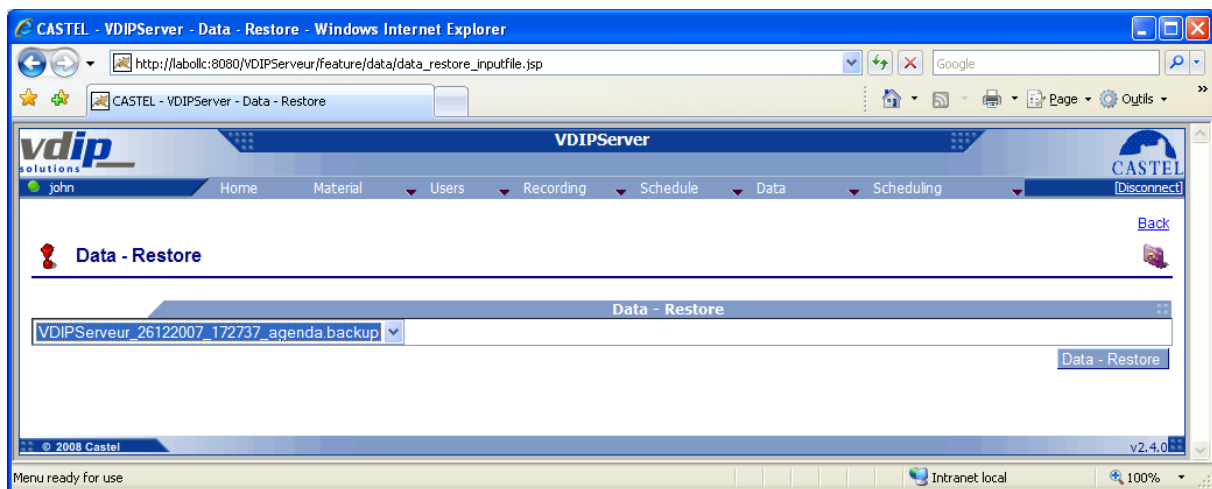 CASTEL - VDIPServer - Data - Restore - Windows Internet Explorer
http://labollc:8080/VDIPServeur/feature/data/data_restore_inputfile.jsp Google
CASTEL - VDIPServer - Data - Restore Page Outils »
vdip solutions VDIPServer CASTEL
john Home Material Users Recording Schedule Data Scheduling [Disconnect]
Back
Data - Restore
Data - Restore
VDIPServeur_26122007_172737_agenda.backup
Data - Restore
© 2008 Castel v2.4.0
Menu ready for use Intranet local 100%